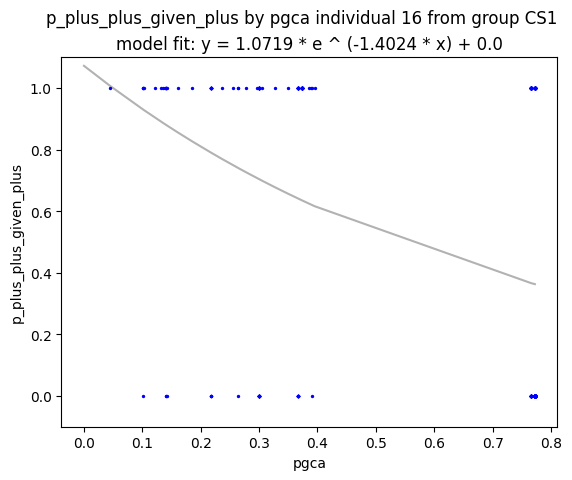 p_plus_plus_given_plus by pgca individual 16 from group CS1
model fit: y = 1.0719 * e ^ (-1.4024 * x) + 0.0
p_plus_plus_given_plus
1.0
0.8
0.6
0.4
0.2
0.0
0.0 0.1 0.2 0.3 0.4 0.5 0.6 0.7 0.8
pgca